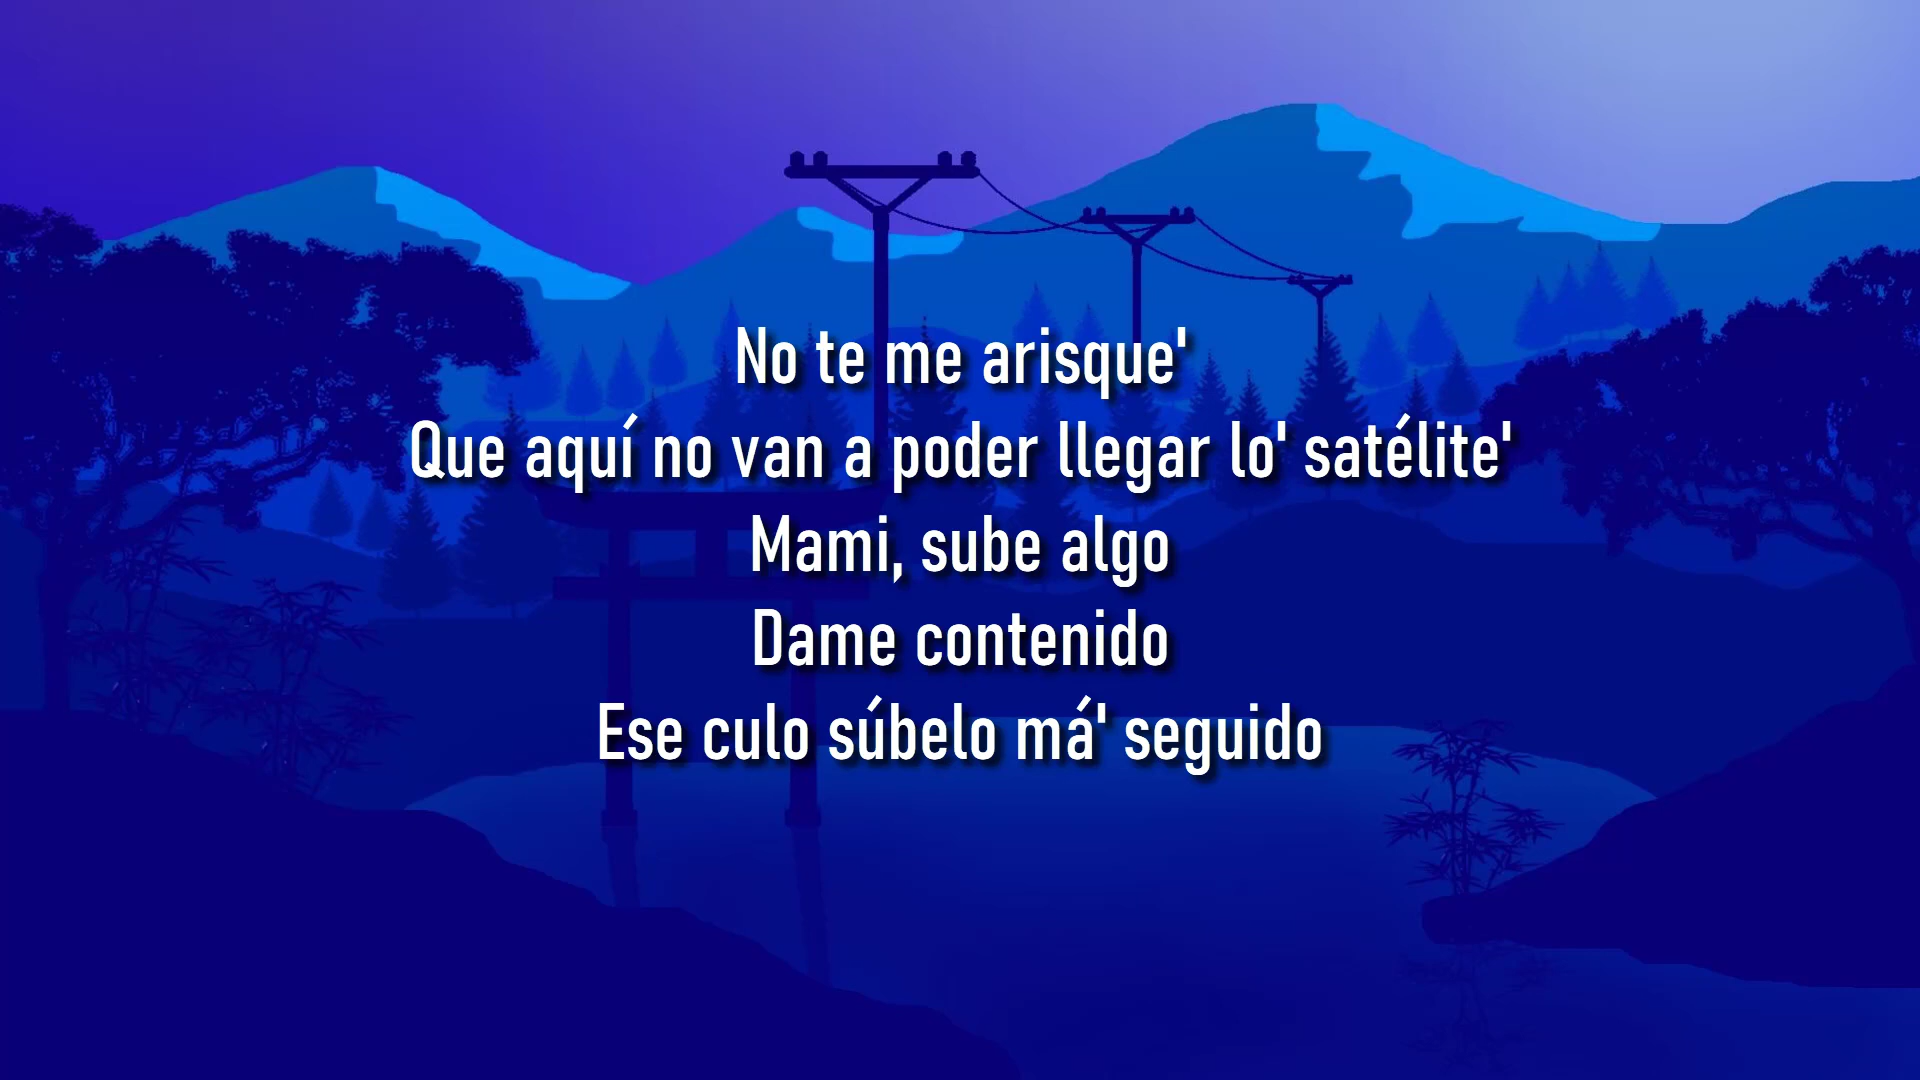 No te me arisque'
Que aquí no van a poder llegar lo' satélite'
Mami, sube algo
Dame contenido
Ese culo súbelo má' seguido